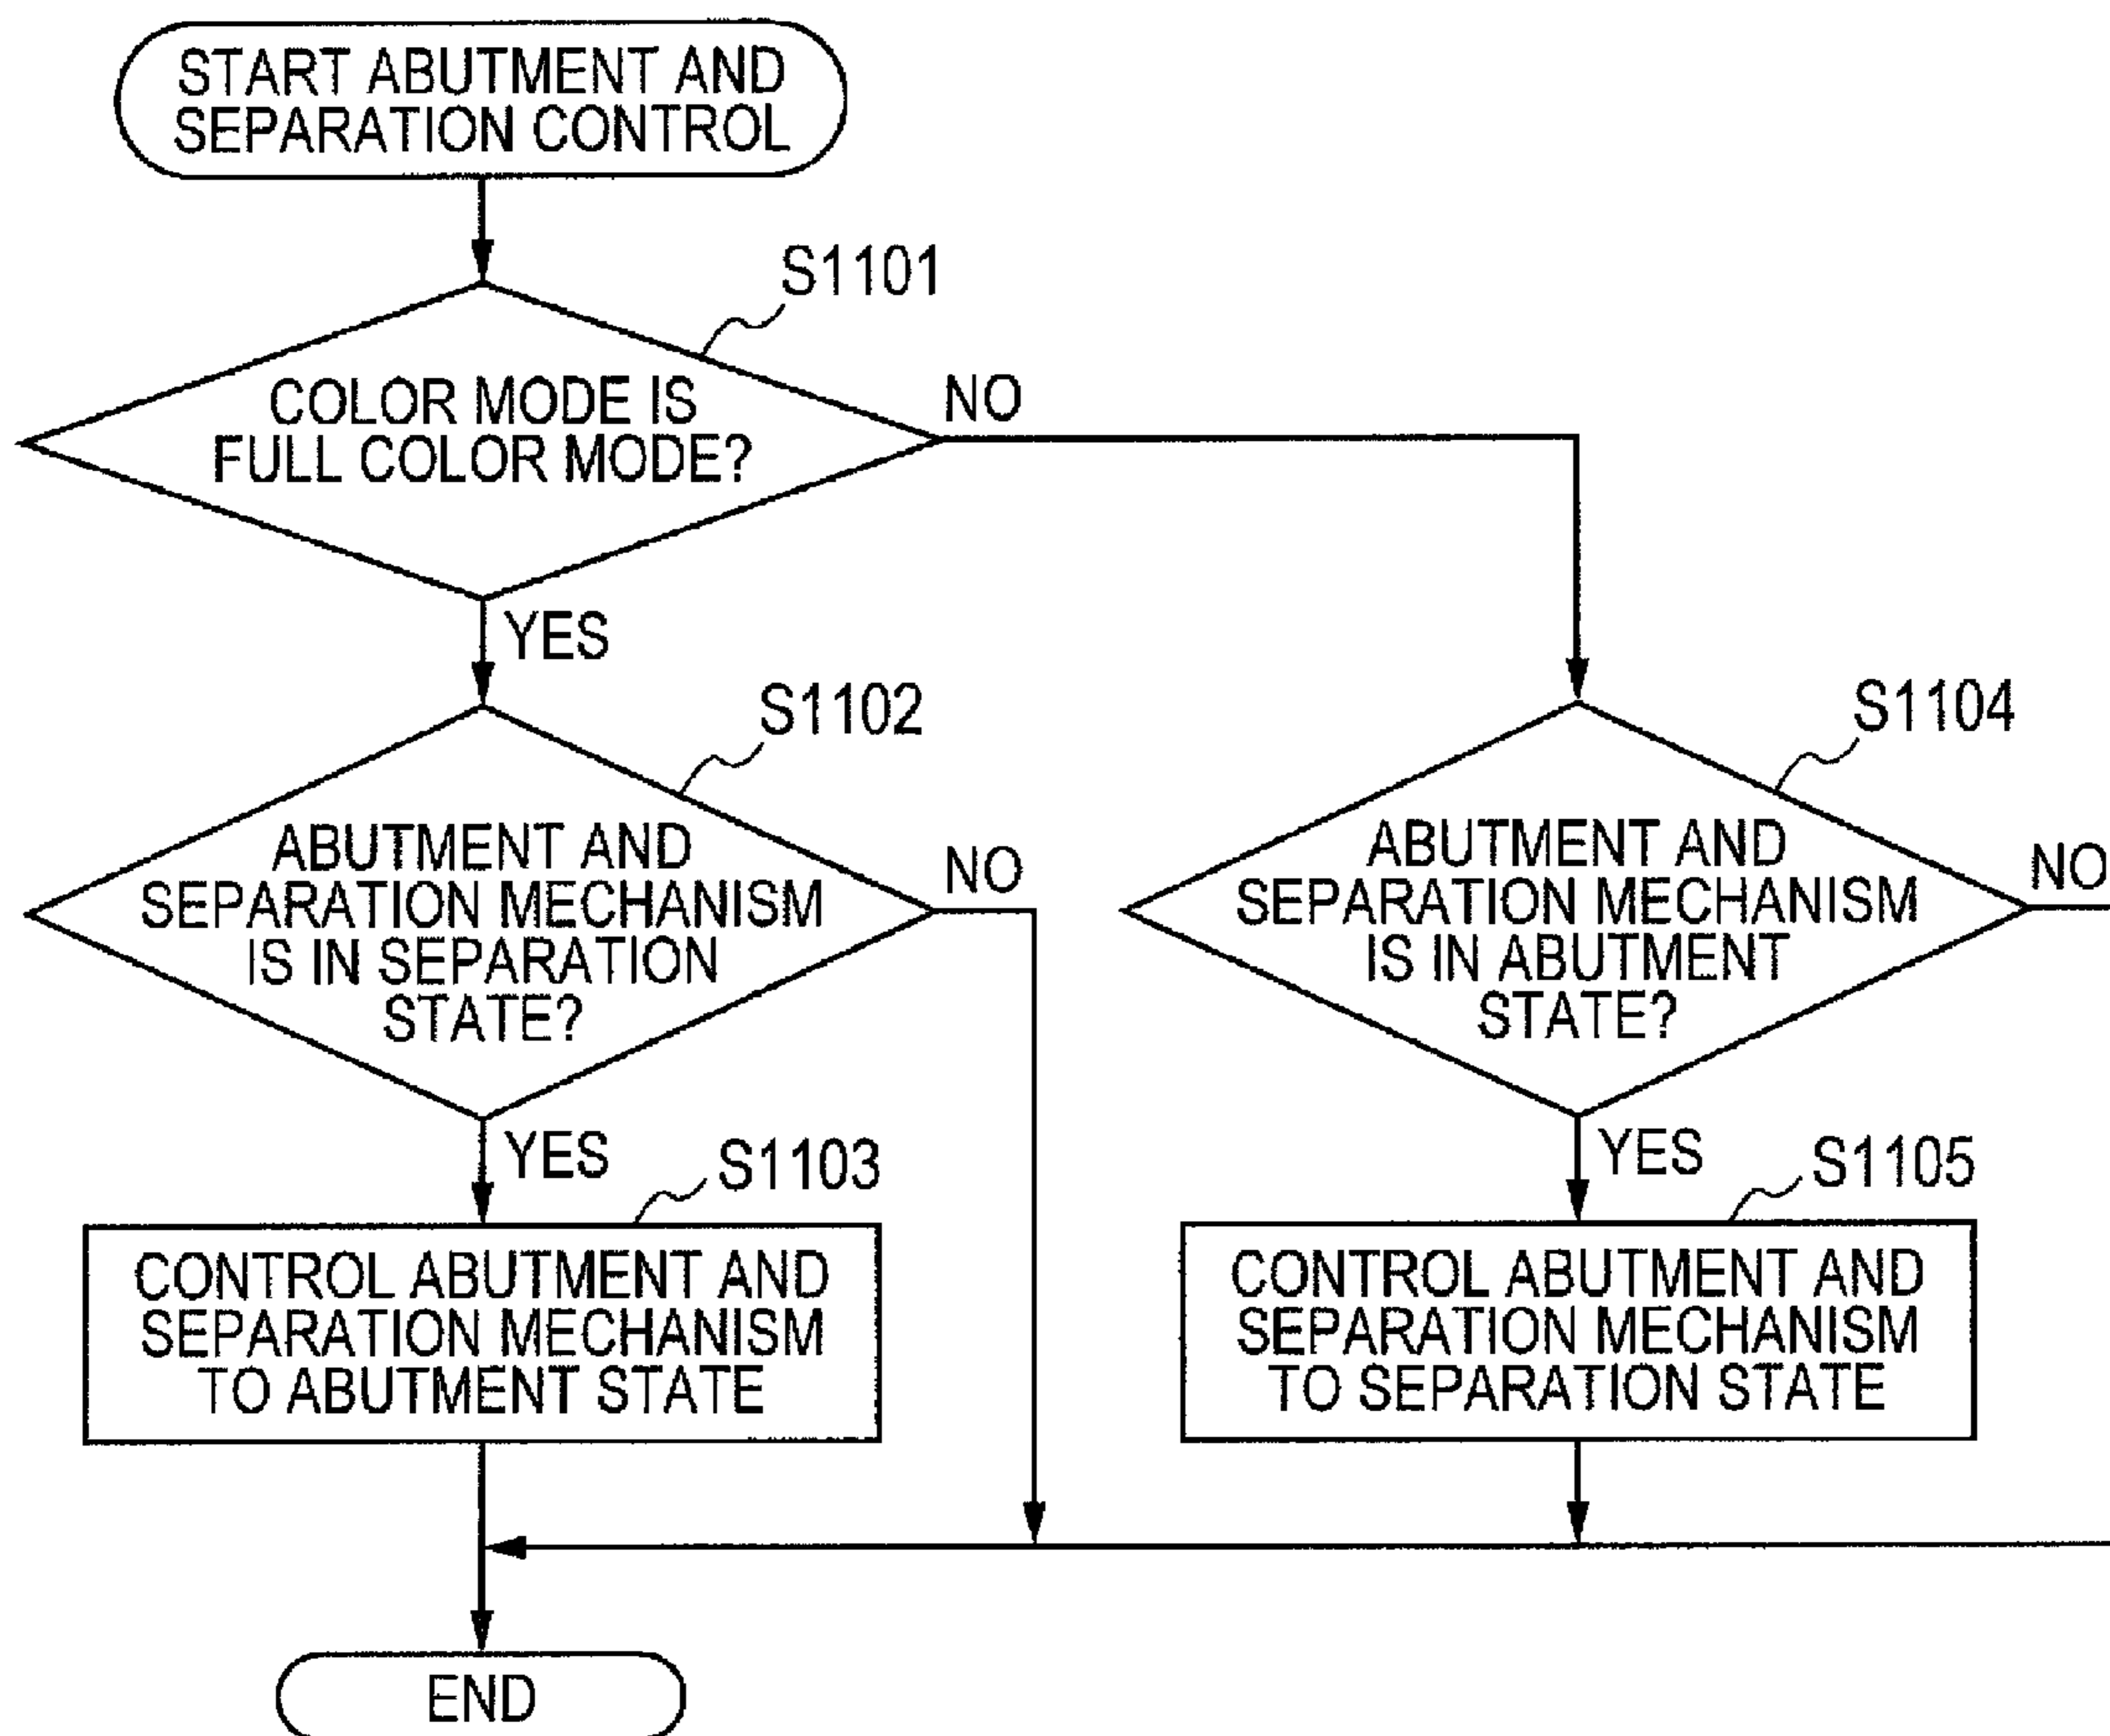 START ABUTMENT AND
SEPARATION CONTROL
S1101
COLOR MODE IS
FULL COLOR MODE?
NO
YES
S1102
ABUTMENT AND
SEPARATION MECHANISM
IS IN SEPARATION
STATE?
NO
YES
S1104
ABUTMENT AND
SEPARATION MECHANISM
IS IN ABUTMENT
STATE?
NO
YES
S1103
CONTROL ABUTMENT AND
SEPARATION MECHANISM
TO ABUTMENT STATE
S1105
CONTROL ABUTMENT AND
SEPARATION MECHANISM
TO SEPARATION STATE
END